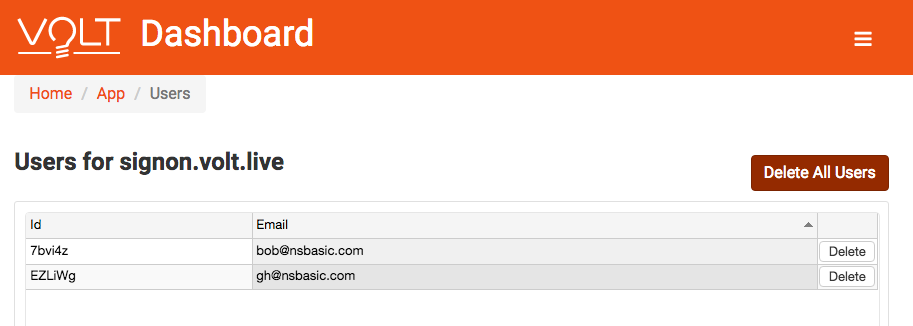 VOLT Dashboard
Home / App / Users
Users for signon.volt.live
Delete All Users
Id Email
7bvi4z bob@nsbasic.com Delete
EZLiWg gh@nsbasic.com Delete